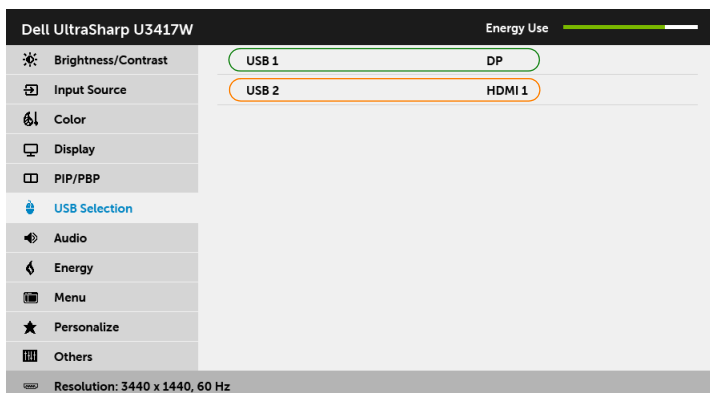 Dell UltraSharp U3417W Energy Use
Brightness/Contrast USB 1 DP
Input Source USB 2 HDMI 1
Color
Display
PIP/PBP
USB Selection
Audio
Energy
Menu
Personalize
Others
Resolution: 3440 x 1440, 60 Hz